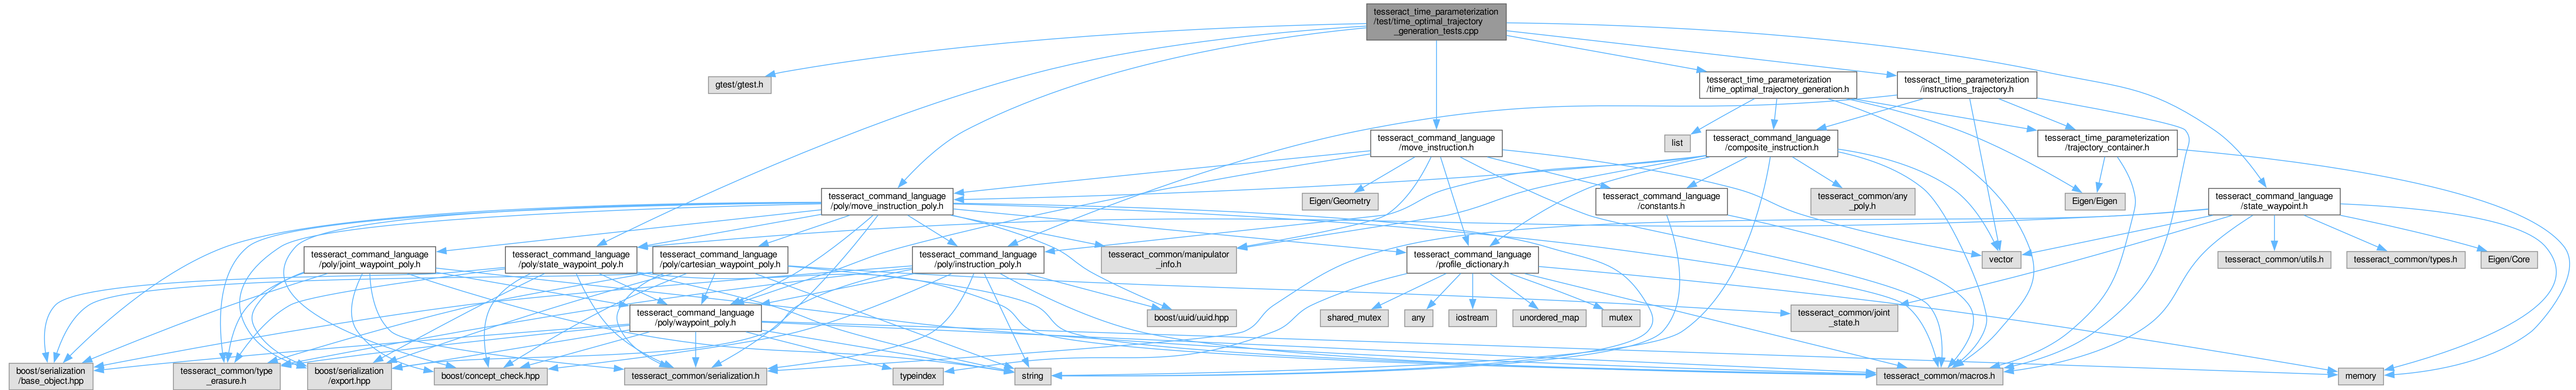 tesseract_time_parameterization
/test/time_optimal_trajectory
_generation_tests.cpp
gtest/gtest.h
tesseract_time_parameterization
/time_optimal_trajectory_generation.h
tesseract_time_parameterization
/instructions_trajectory.h
list
tesseract_command_language
/move_instruction.h
tesseract_command_language
/composite_instruction.h
tesseract_time_parameterization
/trajectory_container.h
tesseract_command_language
/poly/move_instruction_poly.h
Eigen/Geometry
tesseract_command_language
/constants.h
tesseract_common/any
_poly.h
Eigen/Eigen
tesseract_command_language
/state_waypoint.h
tesseract_command_language
/poly/joint_waypoint_poly.h
tesseract_command_language
/poly/state_waypoint_poly.h
tesseract_command_language
/poly/cartesian_waypoint_poly.h
tesseract_command_language
/poly/instruction_poly.h
tesseract_common/manipulator
_info.h
tesseract_command_language
/profile_dictionary.h
vector
tesseract_common/utils.h
tesseract_common/types.h
Eigen/Core
tesseract_command_language
/poly/waypoint_poly.h
boost/uuid/uuid.hpp
shared_mutex
any
iostream
unordered_map
mutex
tesseract_common/joint
_state.h
boost/serialization
/base_object.hpp
tesseract_common/type
_erasure.h
boost/serialization
/export.hpp
boost/concept_check.hpp
tesseract_common/serialization.h
typeindex
string
tesseract_common/macros.h
memory